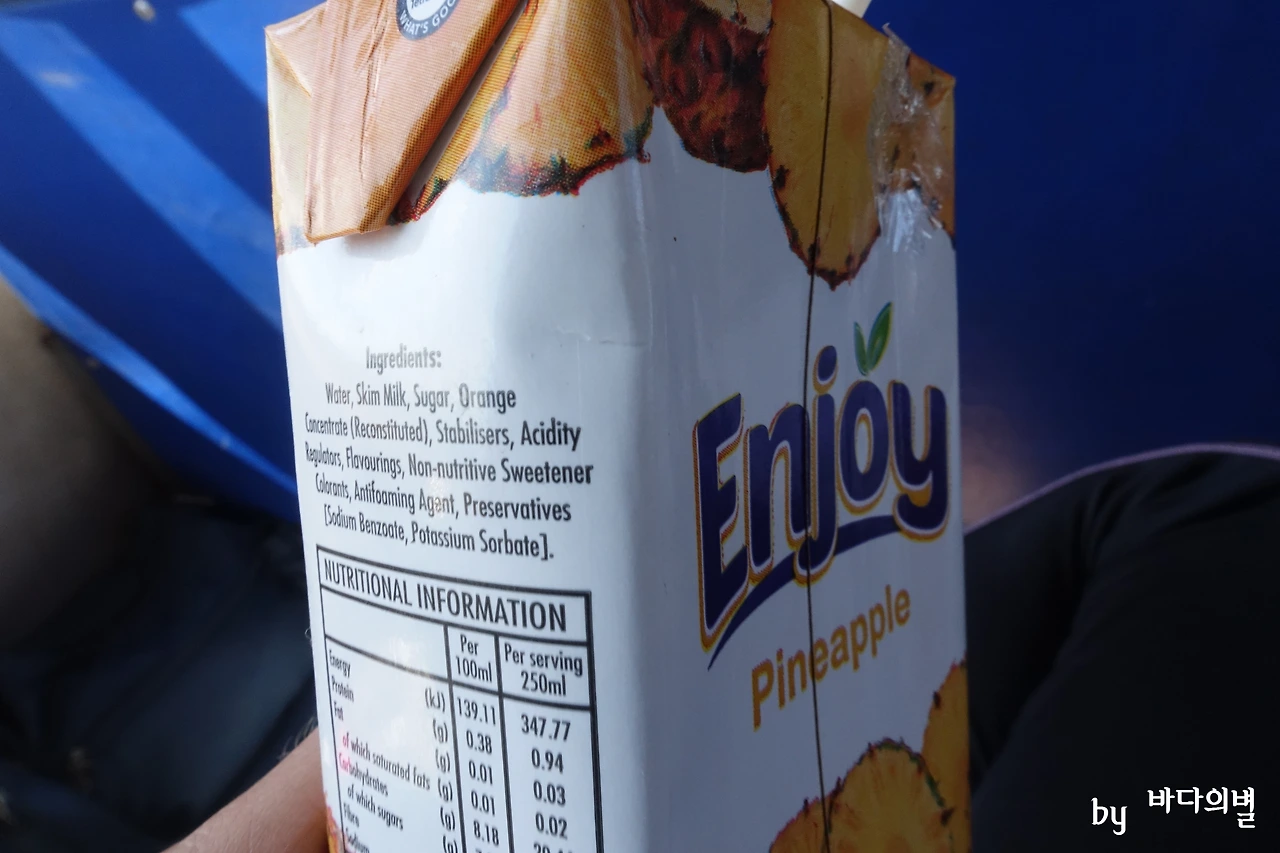 WHAT'S GOO
Ingredients:
Water, Skim Milk, Sugar, Orange
Concentrate (Reconstituted), Stabilisers, Acidity
Regulators, Flavourings, Non-nutritive Sweetener
Colorants, Antifoaming Agent, Preservatives
[Sodium Benzoate, Potassium Sorbate].
NUTRITIONAL INFORMATION
Per 100ml Per serving 250ml
Energy (kJ) 139.11 347.77
Protein (g) 0.38 0.94
Fat (g) 0.01 0.03
of which saturated fats (g) 0.01 0.02
Carbohydrates (g) 8.18
of which sugars
Fibre
Sodium
Enjoy
Pineapple
by 바다의별